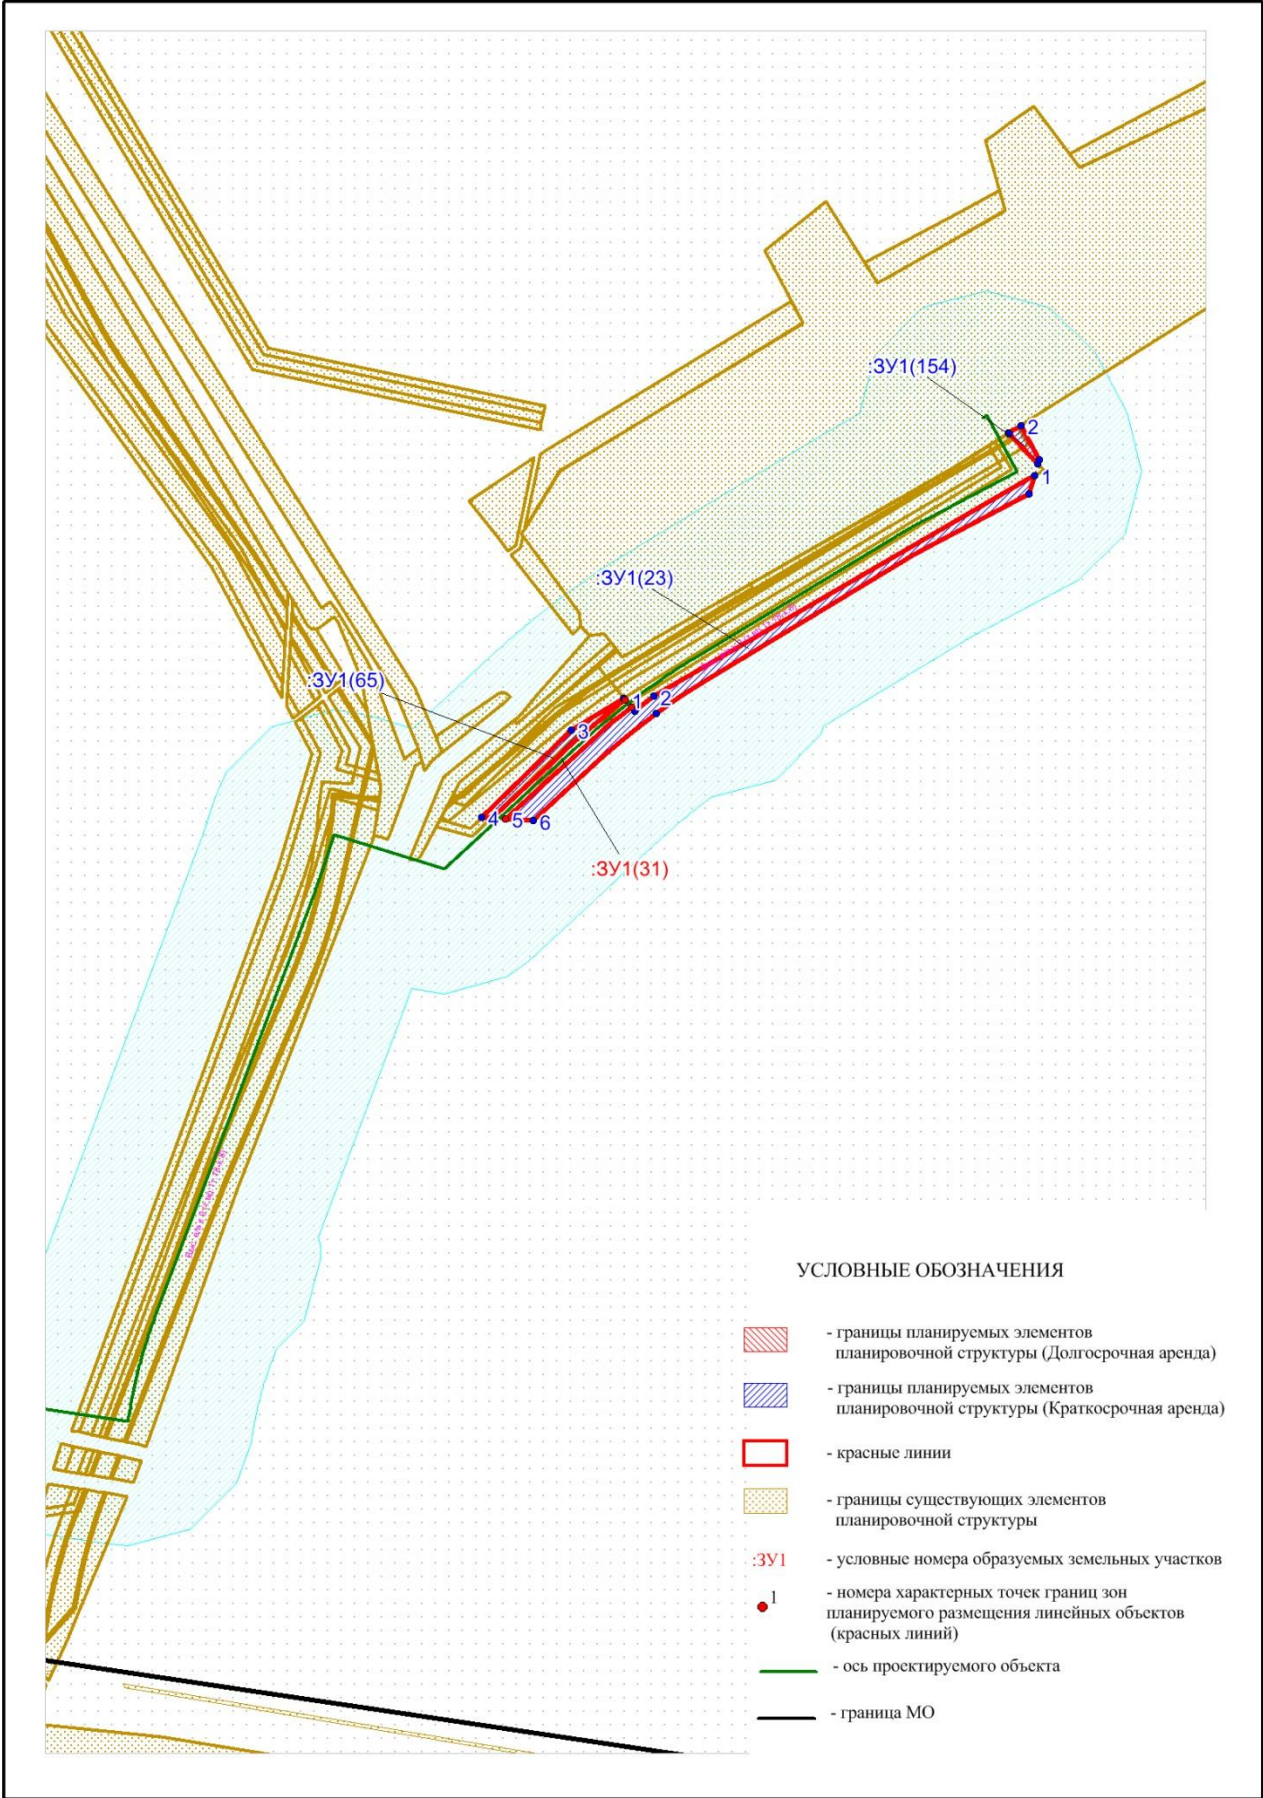 :ЗУ1(154)
2
1
:ЗУ1(23)
:ЗУ1(65)
1
2
3
4
5
6
:ЗУ1(31)
УСЛОВНЫЕ ОБОЗНАЧЕНИЯ
- границы планируемых элементов
планировочной структуры (Долгосрочная аренда)
- границы планируемых элементов
планировочной структуры (Краткосрочная аренда)
- красные линии
- границы существующих элементов
планировочной структуры
:ЗУ1 - условные номера образуемых земельных участков
1 - номера характерных точек границ зон
планируемого размещения линейных объектов
(красных линий)
- ось проектируемого объекта
- граница МО